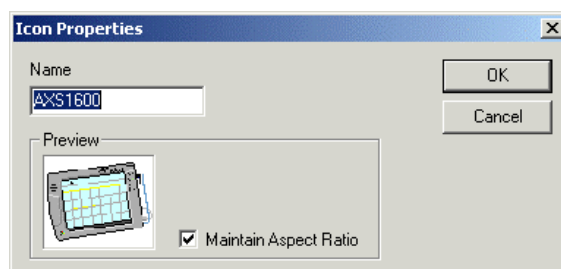 Icon Properties
Name
OK
AXS1600
Cancel
Preview
Maintain Aspect Ratio